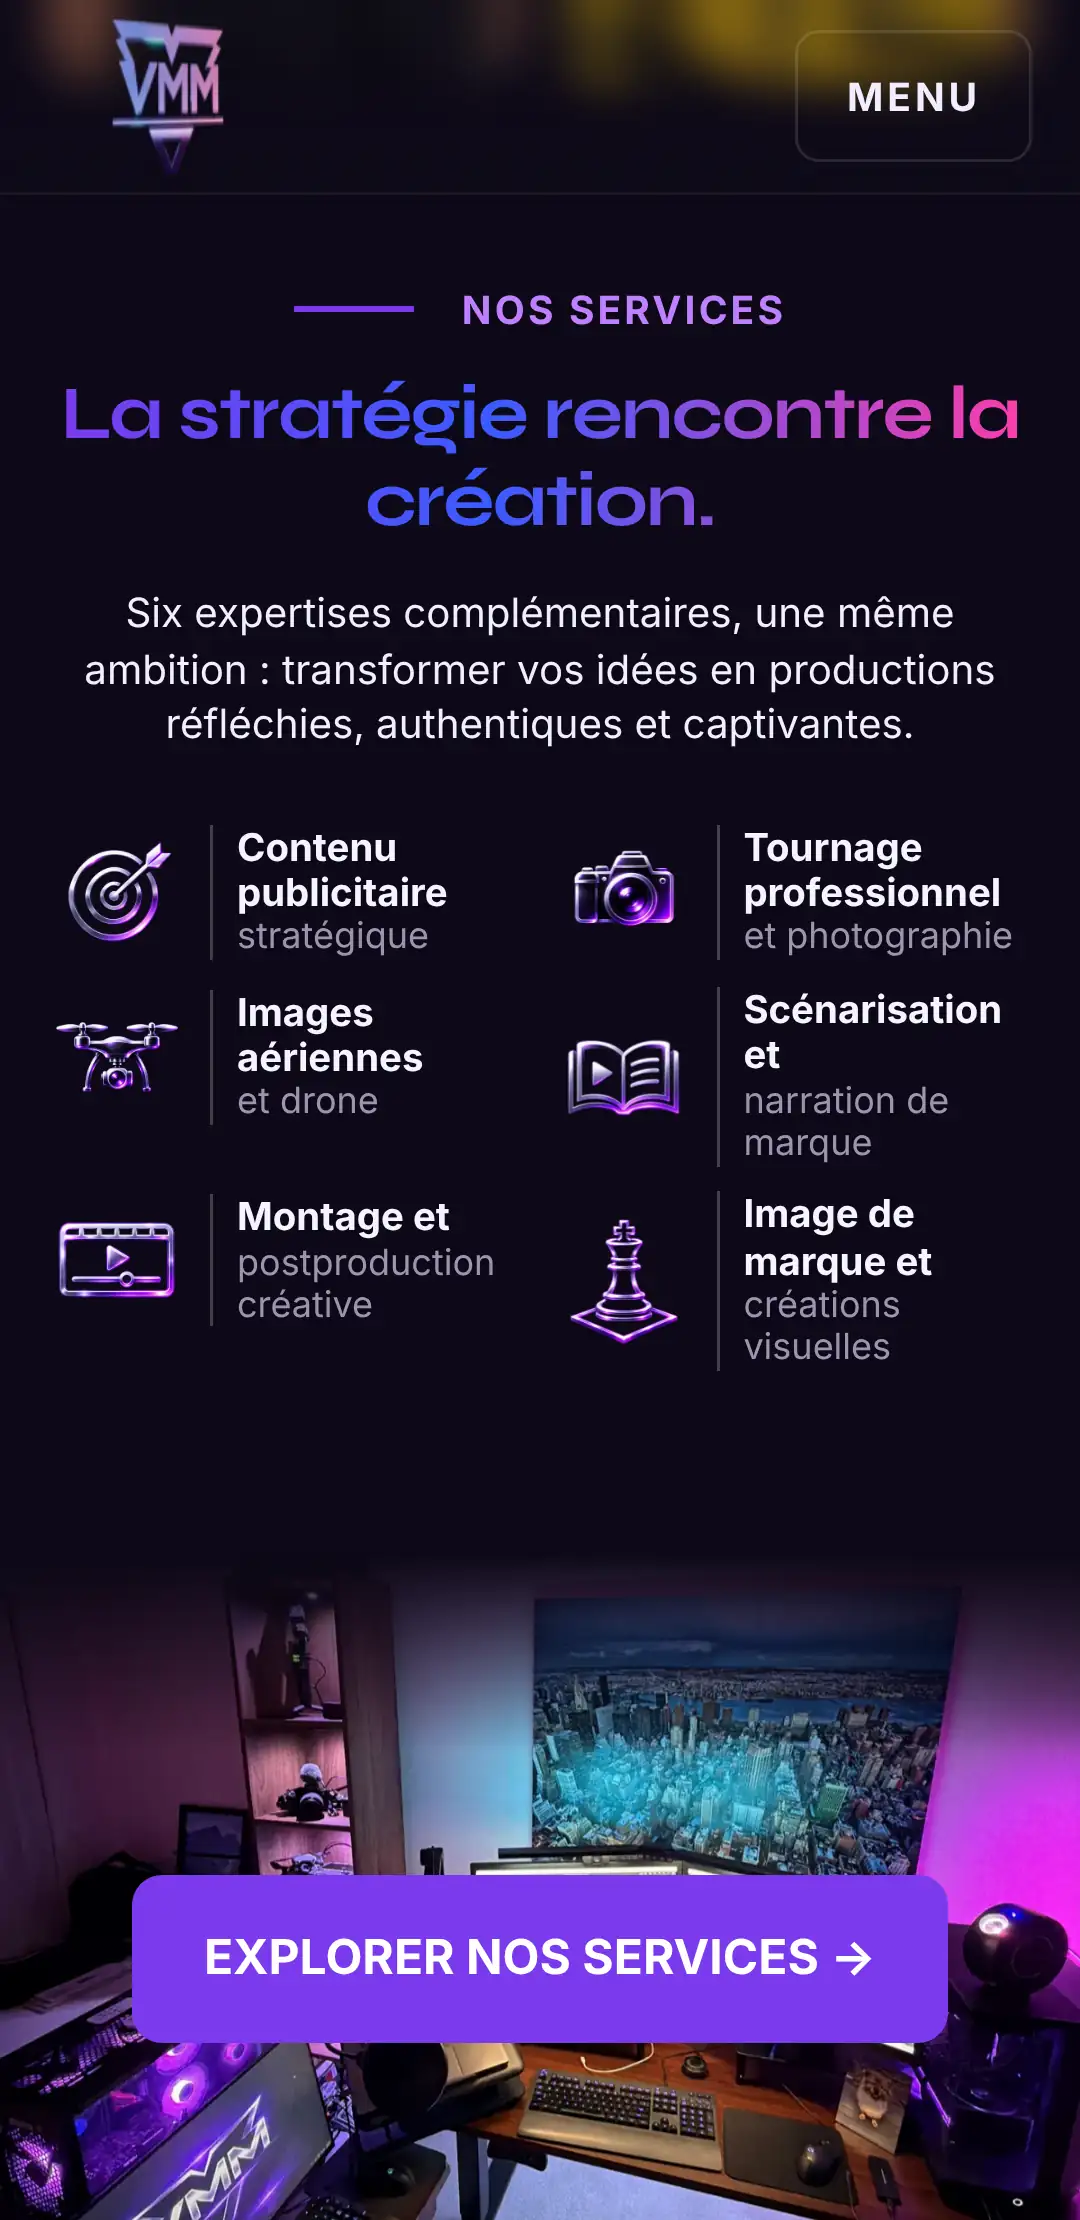 VMM
MENU
NOS SERVICES
La stratégie rencontre la
création.
Six expertises complémentaires, une même
ambition : transformer vos idées en productions
réfléchies, authentiques et captivantes.
Contenu
publicitaire
stratégique
Tournage
professionnel
et photographie
Images
aériennes
et drone
Scénarisation
et
narration de
marque
Montage et
postproduction
créative
Image de
marque et
créations
visuelles
EXPLORER NOS SERVICES →
VMM